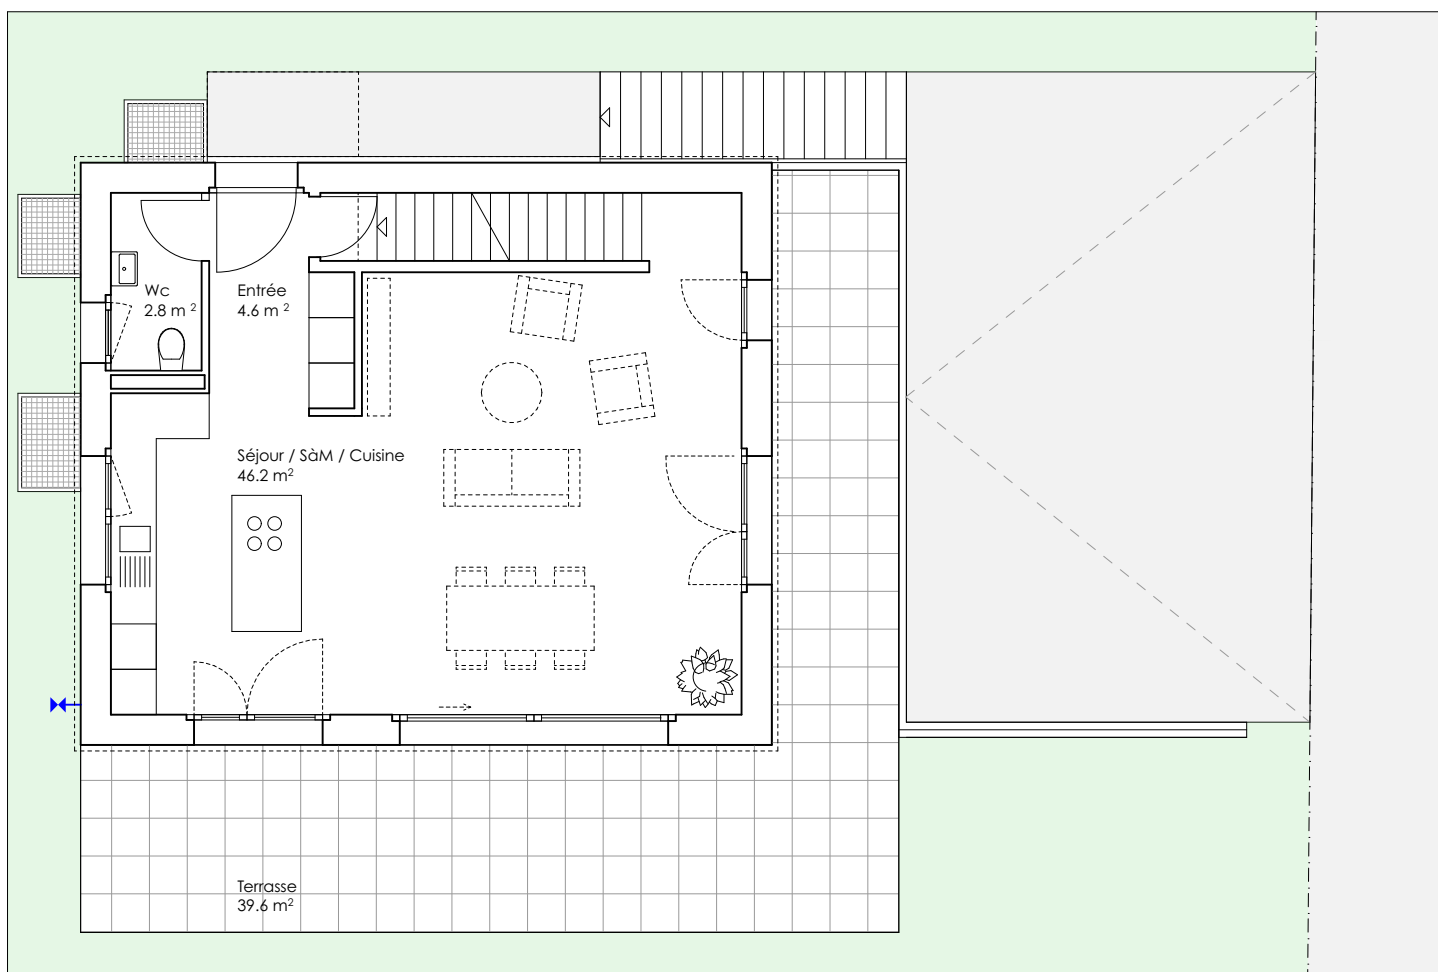 Wc
2.8 m ²
Entrée
4.6 m ²
Séjour / SàM / Cuisine
46.2 m²
Terrasse
39.6 m²